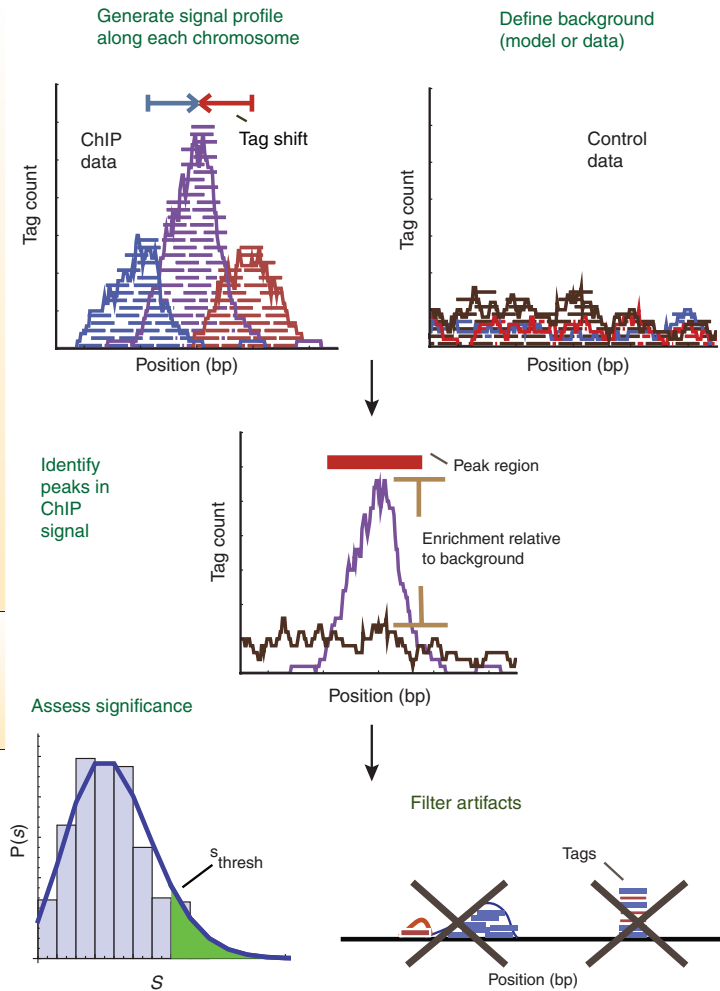 Generate signal profile
along each chromosome
Define background
(model or data)
ChIP
data
Tag shift
Tag count
Position (bp)
Control
data
Tag count
Position (bp)
Identify
peaks in
ChIP
signal
Peak region
Enrichment relative
to background
Tag count
Position (bp)
Assess significance
P(s)
s thresh
S
Filter artifacts
Tags
Position (bp)